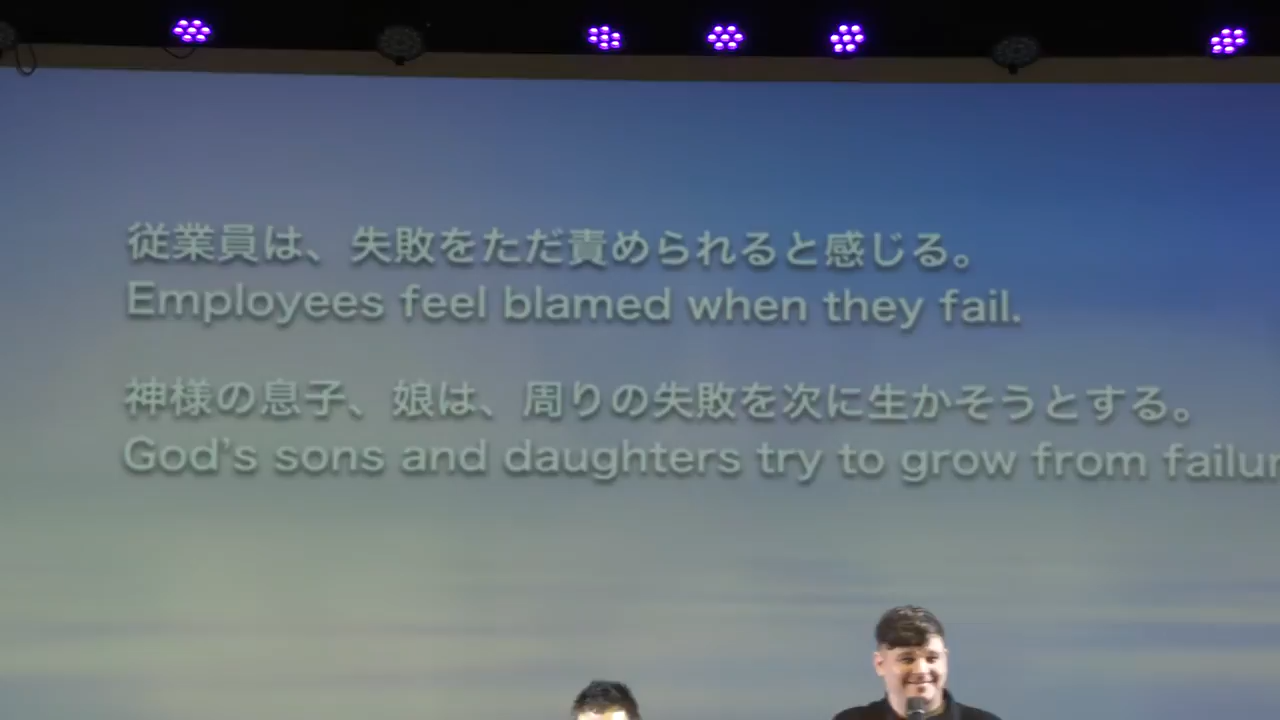 従業員は、失敗をただ責められると感じる。
Employees feel blamed when they fail.
神様の息子、娘は、周りの失敗を次に生かそうとする。
God's sons and daughters try to grow from